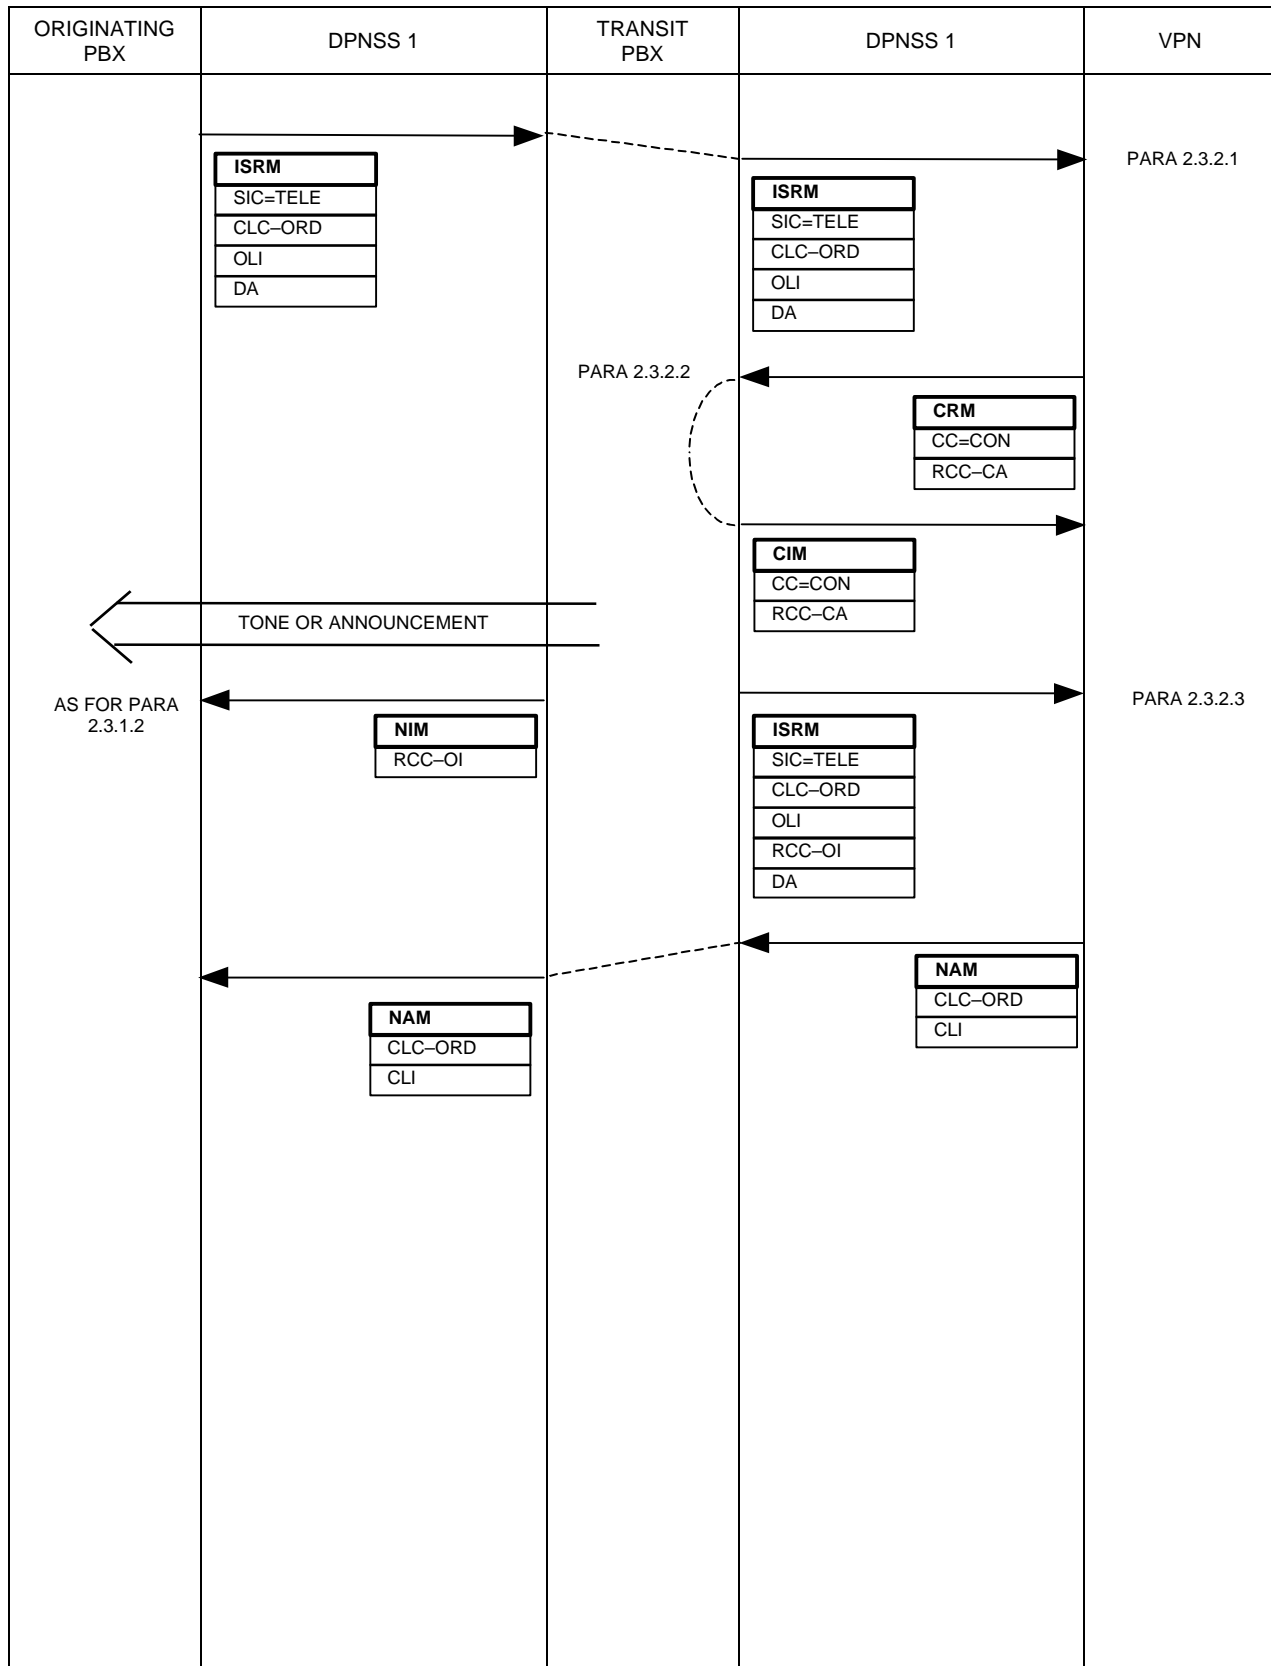 ORIGINATING
PBX
DPNSS 1
TRANSIT
PBX
DPNSS 1
VPN
PARA 2.3.2.1
ISRM
SIC=TELE
CLC–ORD
OLI
DA
ISRM
SIC=TELE
CLC–ORD
OLI
DA
PARA 2.3.2.2
CRM
CC=CON
RCC–CA
CIM
CC=CON
RCC–CA
TONE OR ANNOUNCEMENT
AS FOR PARA
2.3.1.2
PARA 2.3.2.3
NIM
RCC–OI
ISRM
SIC=TELE
CLC–ORD
OLI
RCC–OI
DA
NAM
CLC–ORD
CLI
NAM
CLC–ORD
CLI